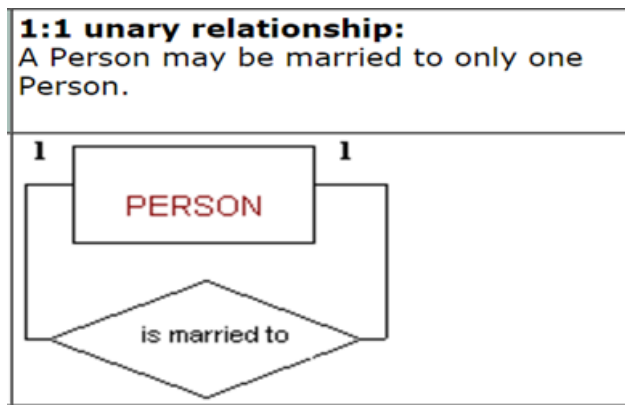 1:1 unary relationship:
A Person may be married to only one
Person.
1 1
PERSON
is married to